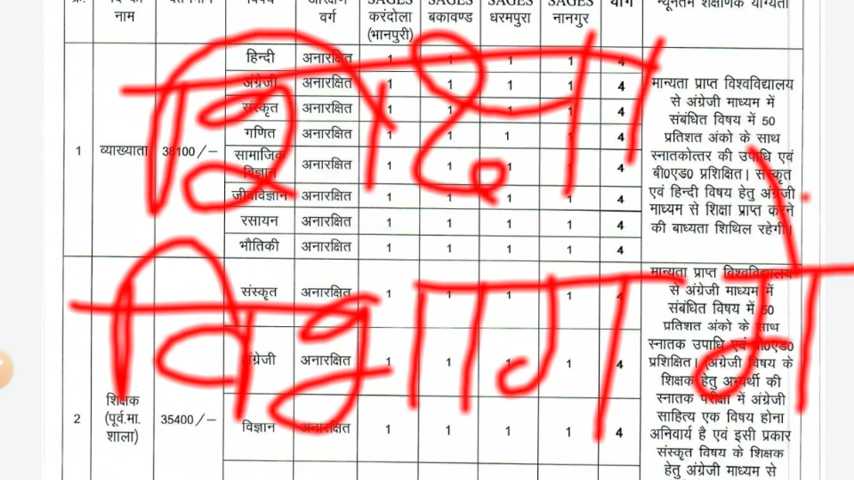 क्र.
नाम
वर्ग
SAGES करंदोला (भानपुरी)
SAGES बकावण्ड
SAGES धरमपुरा
SAGES नानगुर
योग
न्यूनतम शैक्षणिक योग्यता
1 व्याख्याता 38100/-
हिन्दी अनारक्षित 1 1 1 1 4
अंग्रेजी अनारक्षित 1 1 1 1 4
संस्कृत अनारक्षित 1 1 1 1 4
गणित अनारक्षित 1 1 1 1 4
सामाजिक विज्ञान अनारक्षित 1 1 1 1 4
जीवविज्ञान अनारक्षित 1 1 1 1 4
रसायन अनारक्षित 1 1 1 1 4
भौतिकी अनारक्षित 1 1 1 1 4
मान्यता प्राप्त विश्वविद्यालय
से अंग्रेजी माध्यम में
संबंधित विषय में 50
प्रतिशत अंको के साथ
स्नातकोत्तर की उपाधि एवं
बी0एड0 प्रशिक्षित। संस्कृत
एवं हिन्दी विषय हेतु अंग्रेजी
माध्यम से शिक्षा प्राप्त करने
की बाध्यता शिथिल रहेगी।
शिक्षा
विभाग में
2 शिक्षक (पूर्व.मा. शाला) 35400/-
संस्कृत अनारक्षित 1 1 1 1 4
अंग्रेजी अनारक्षित 1 1 1 1 4
विज्ञान अनारक्षित 1 1 1 1 4
मान्यता प्राप्त विश्वविद्यालय
से अंग्रेजी माध्यम में
संबंधित विषय में 50
प्रतिशत अंको के साथ
स्नातक उपाधि एवं बी0एड0
प्रशिक्षित। (अंग्रेजी विषय के
शिक्षक हेतु अभ्यर्थी की
स्नातक परीक्षा में अंग्रेजी
साहित्य एक विषय होना
अनिवार्य है एवं इसी प्रकार
संस्कृत विषय के शिक्षक
हेतु अंग्रेजी माध्यम से